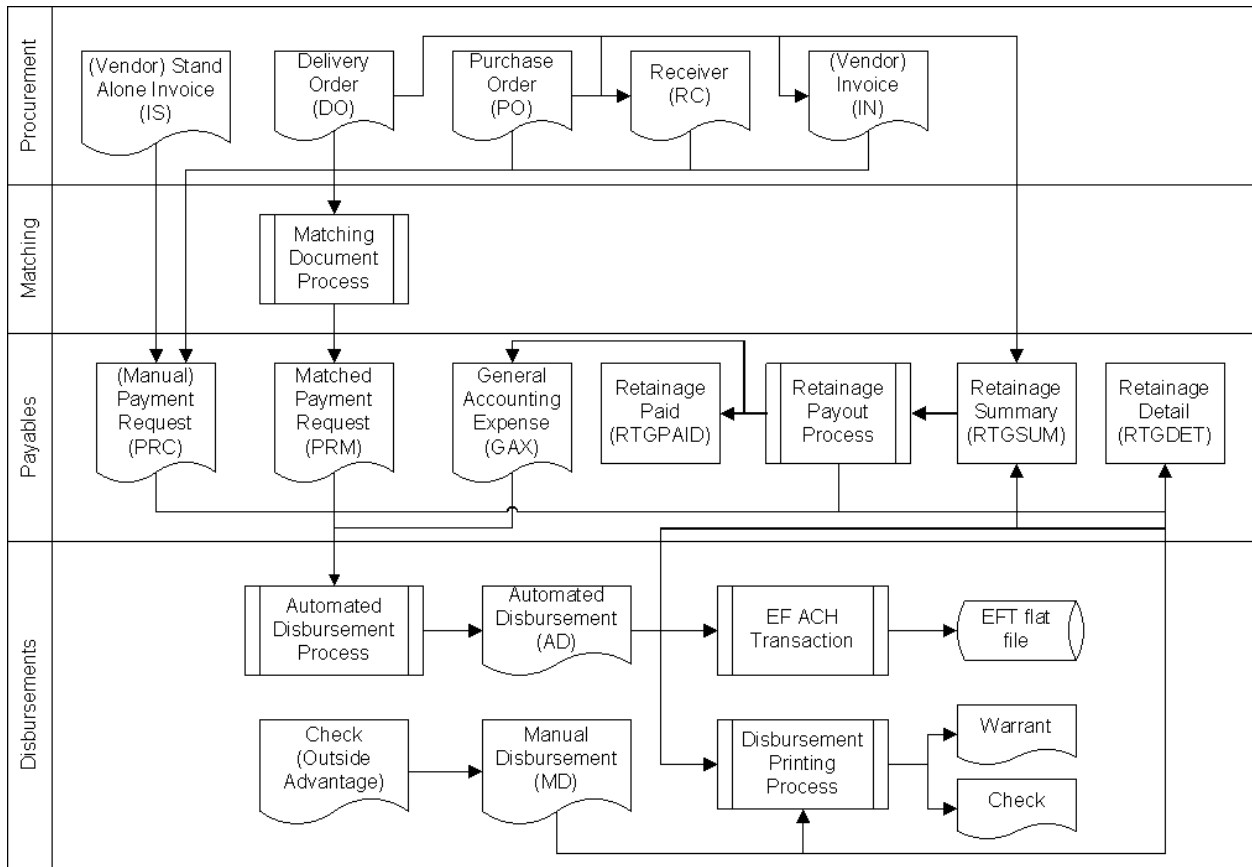 Procurement
(Vendor) Stand
Alone Invoice
(IS)
Delivery
Order
(DO)
Purchase
Order
(PO)
Receiver
(RC)
(Vendor)
Invoice
(IN)
Matching
Matching
Document
Process
Payables
(Manual)
Payment
Request
(PRC)
Matched
Payment
Request
(PRM)
General
Accounting
Expense
(GAX)
Retainage
Paid
(RTGPAID)
Retainage
Payout
Process
Retainage
Summary
(RTGSUM)
Retainage
Detail
(RTGDET)
Disbursements
Automated
Disbursement
Process
Automated
Disbursement
(AD)
EF ACH
Transaction
EFT flat
file
Check
(Outside
Advantage)
Manual
Disbursement
(MD)
Disbursement
Printing
Process
Warrant
Check